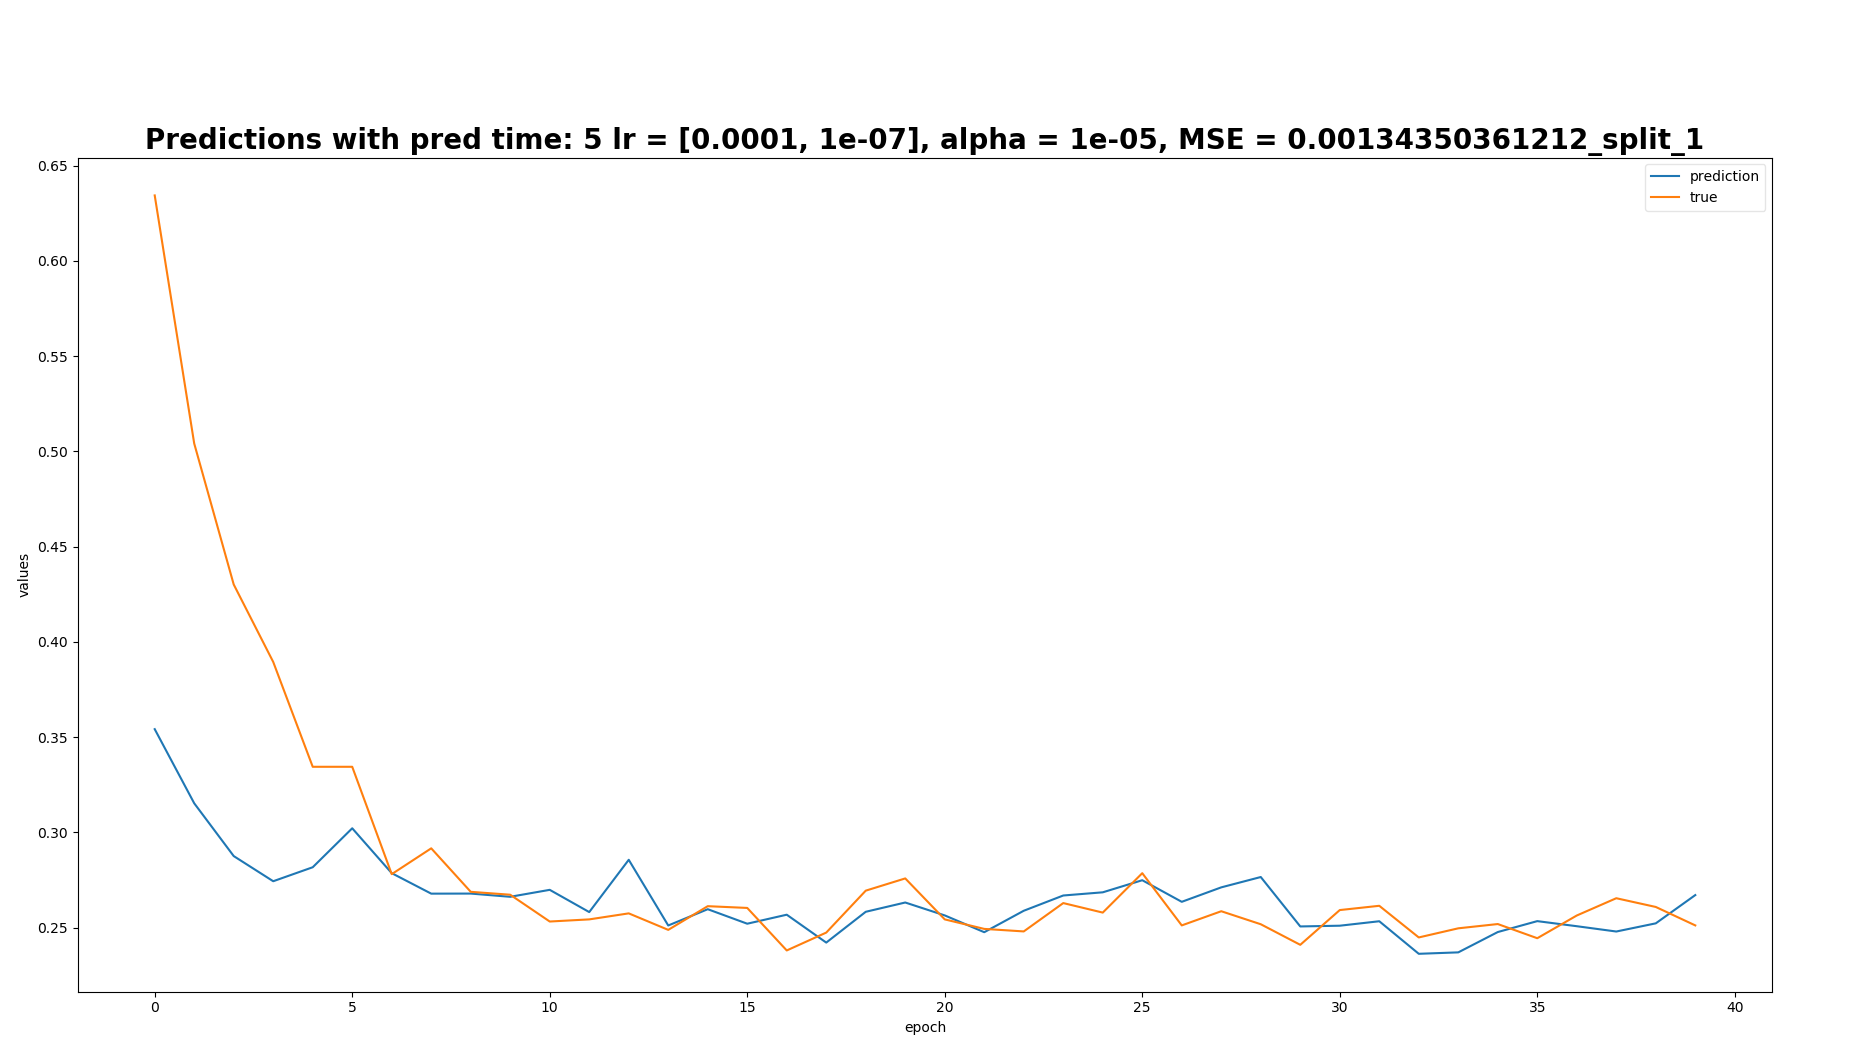 Predictions with pred time: 5 lr = [0.0001, 1e-07], alpha = 1e-05, MSE = 0.00134350361212_split_1
prediction
true
0.65
0.60
0.55
0.50
0.45
0.40
0.35
0.30
0.25
values
0 5 10 15 20 25 30 35 40
epoch